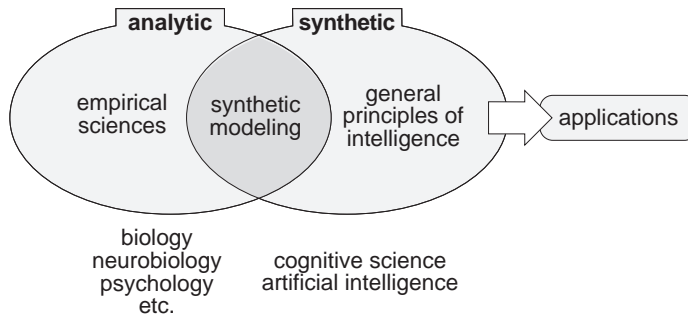 analytic
synthetic
empirical
sciences
synthetic
modeling
general
principles of
intelligence
applications
biology
neurobiology
psychology
etc.
cognitive science
artificial intelligence